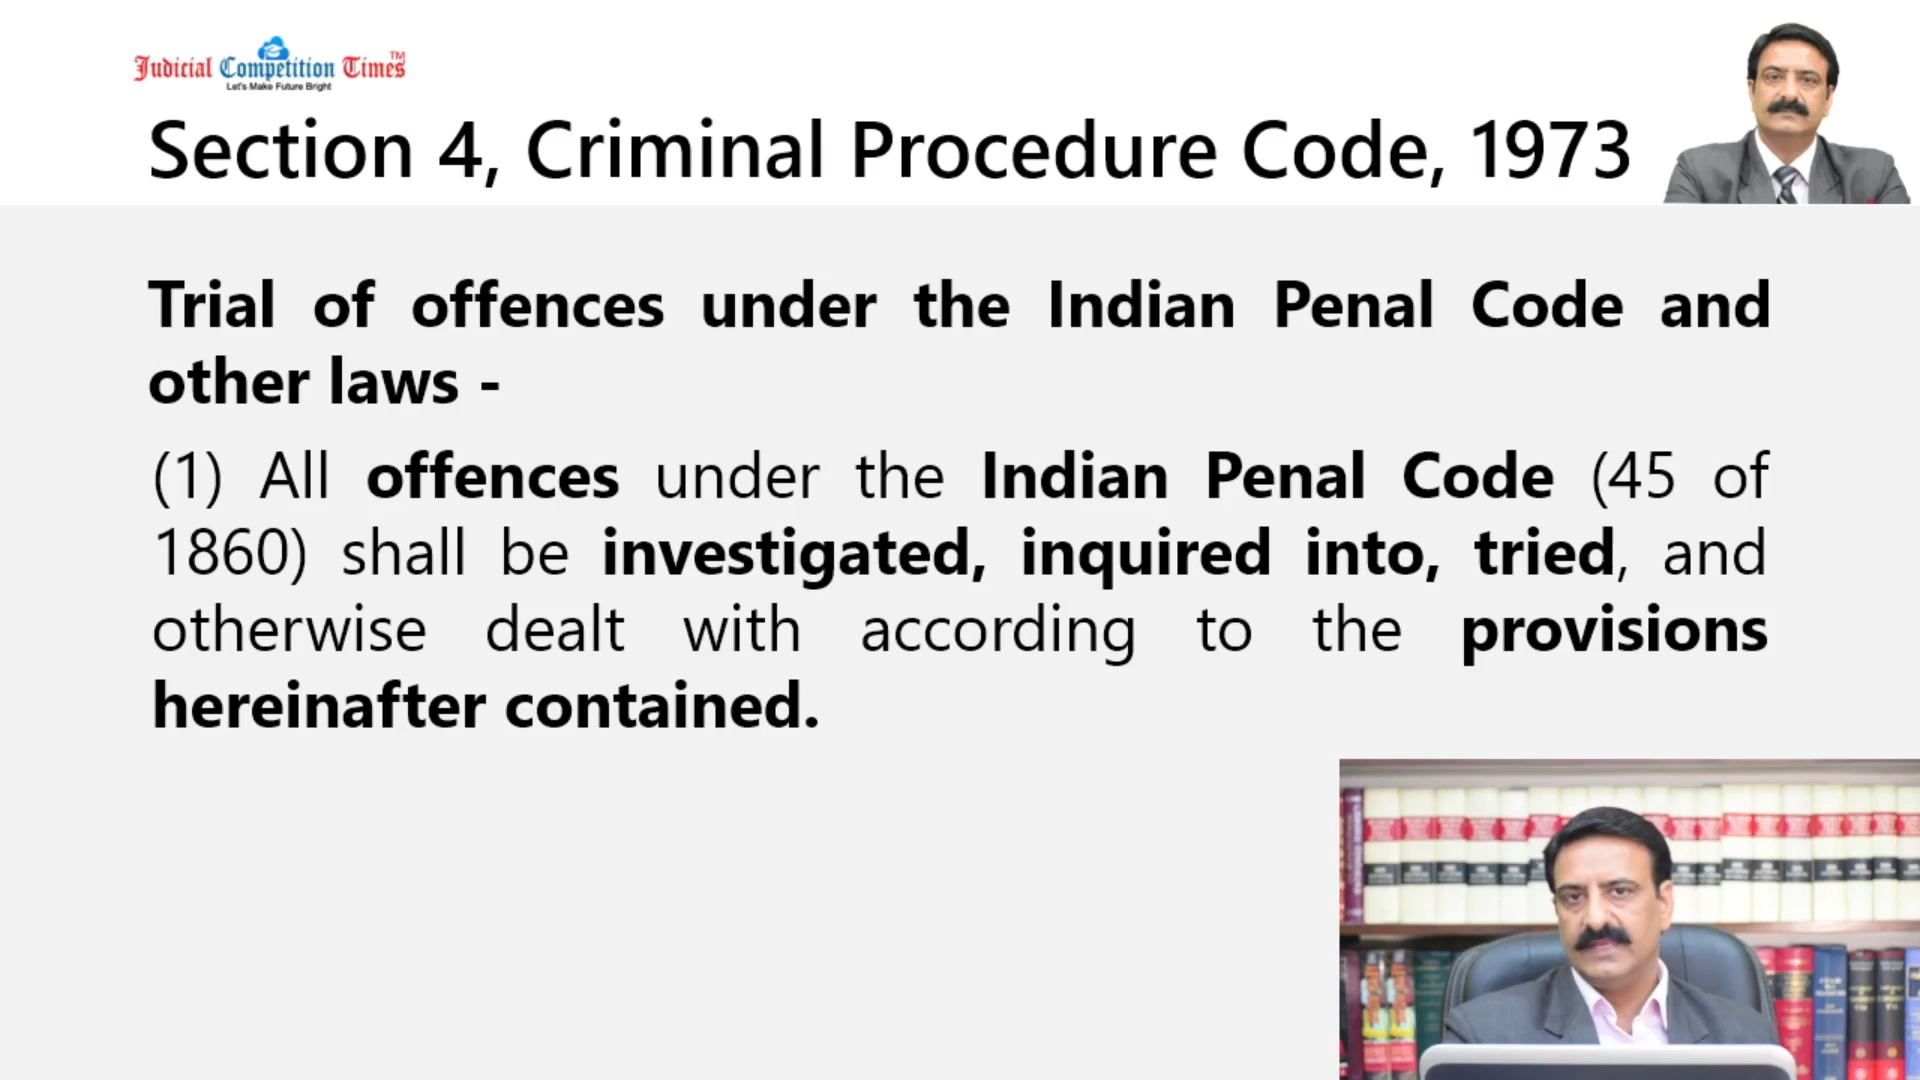 Judicial Competition Times TM
Let's Make Future Bright
Section 4, Criminal Procedure Code, 1973
Trial of offences under the Indian Penal Code and
other laws -
(1) All offences under the Indian Penal Code (45 of
1860) shall be investigated, inquired into, tried, and
otherwise dealt with according to the provisions
hereinafter contained.